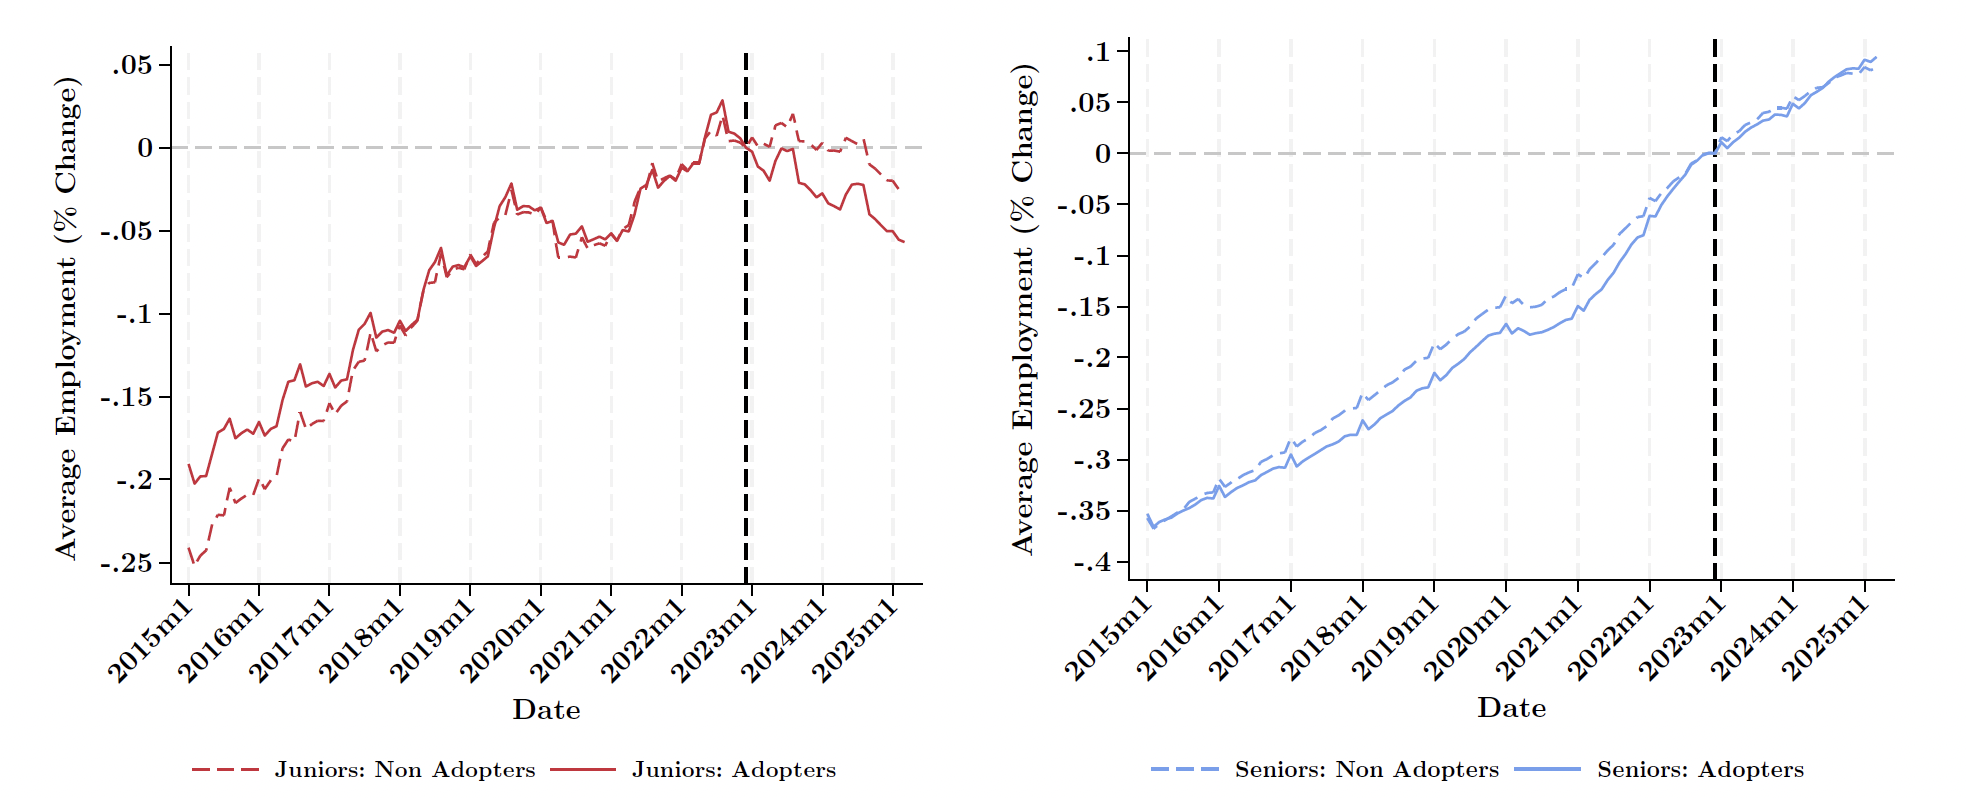 Average Employment (% Change)
.05
0
-.05
-.1
-.15
-.2
-.25
2015m1
2016m1
2017m1
2018m1
2019m1
2020m1
2021m1
2022m1
2023m1
2024m1
2025m1
Date
Juniors: Non Adopters
Juniors: Adopters
Average Employment (% Change)
.1
.05
0
-.05
-.1
-.15
-.2
-.25
-.3
-.35
-.4
2015m1
2016m1
2017m1
2018m1
2019m1
2020m1
2021m1
2022m1
2023m1
2024m1
2025m1
Date
Seniors: Non Adopters
Seniors: Adopters